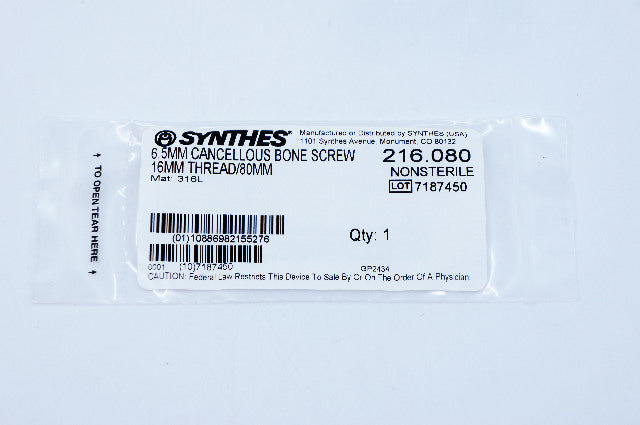 SYNTHES®
Manufactured or Distributed by SYNTHES (USA)
1101 Synthes Avenue, Monument, CO 80132
6.5MM CANCELLOUS BONE SCREW
16MM THREAD/80MM
Mat: 316L
216.080
NONSTERILE
LOT 7187450
(01)10886982155276
Qty: 1
0001 (10)7187450
GP2434
CAUTION: Federal Law Restricts This Device To Sale By Or On The Order Of A Physician
↑ TO OPEN TEAR HERE ↑